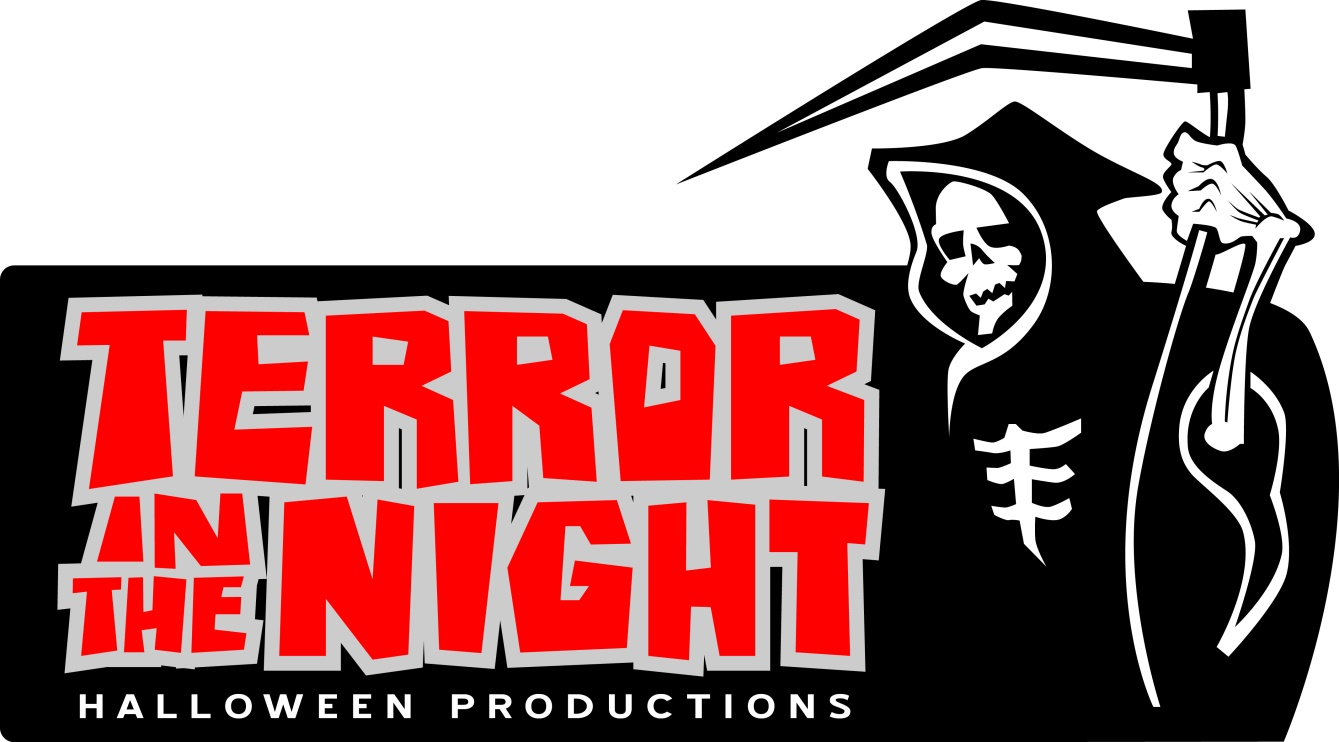 TERROR
IN
THE NIGHT
HALLOWEEN PRODUCTIONS